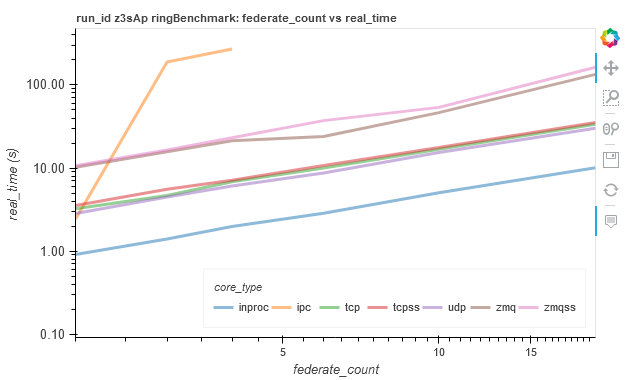 run_id z3sAp ringBenchmark: federate_count vs real_time
real_time (s)
100.00
10.00
1.00
0.10
core_type
inproc ipc tcp tcpss udp zmq zmqss
5 10 15
federate_count